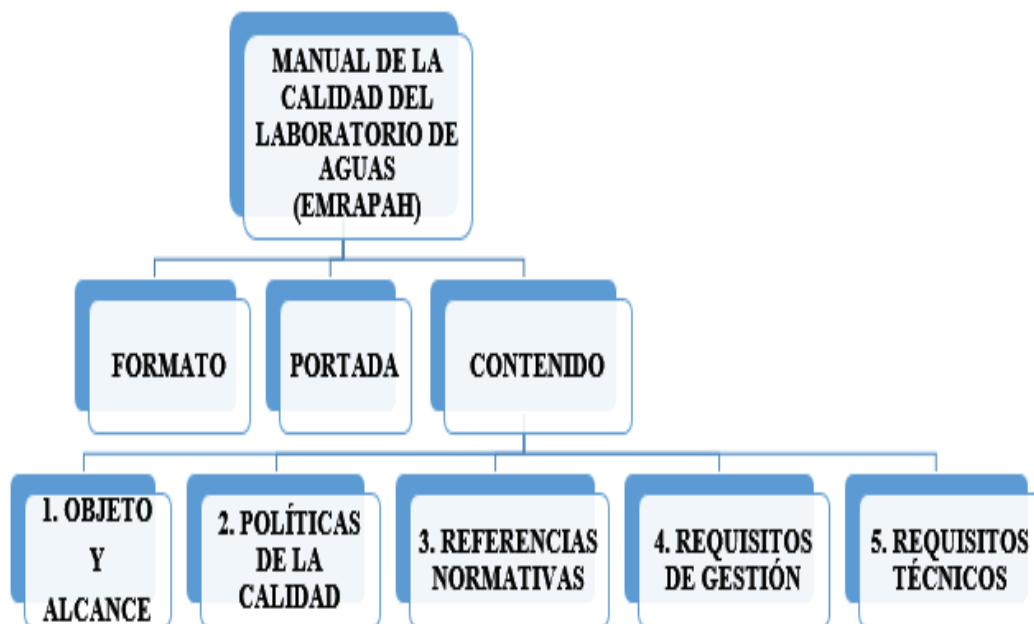 MANUAL DE LA
CALIDAD DEL
LABORATORIO DE
AGUAS
(EMRAPAH)
FORMATO
PORTADA
CONTENIDO
1. OBJETO
Y
ALCANCE
2. POLÍTICAS
DE LA
CALIDAD
3. REFERENCIAS
NORMATIVAS
4. REQUISITOS
DE GESTIÓN
5. REQUISITOS
TÉCNICOS